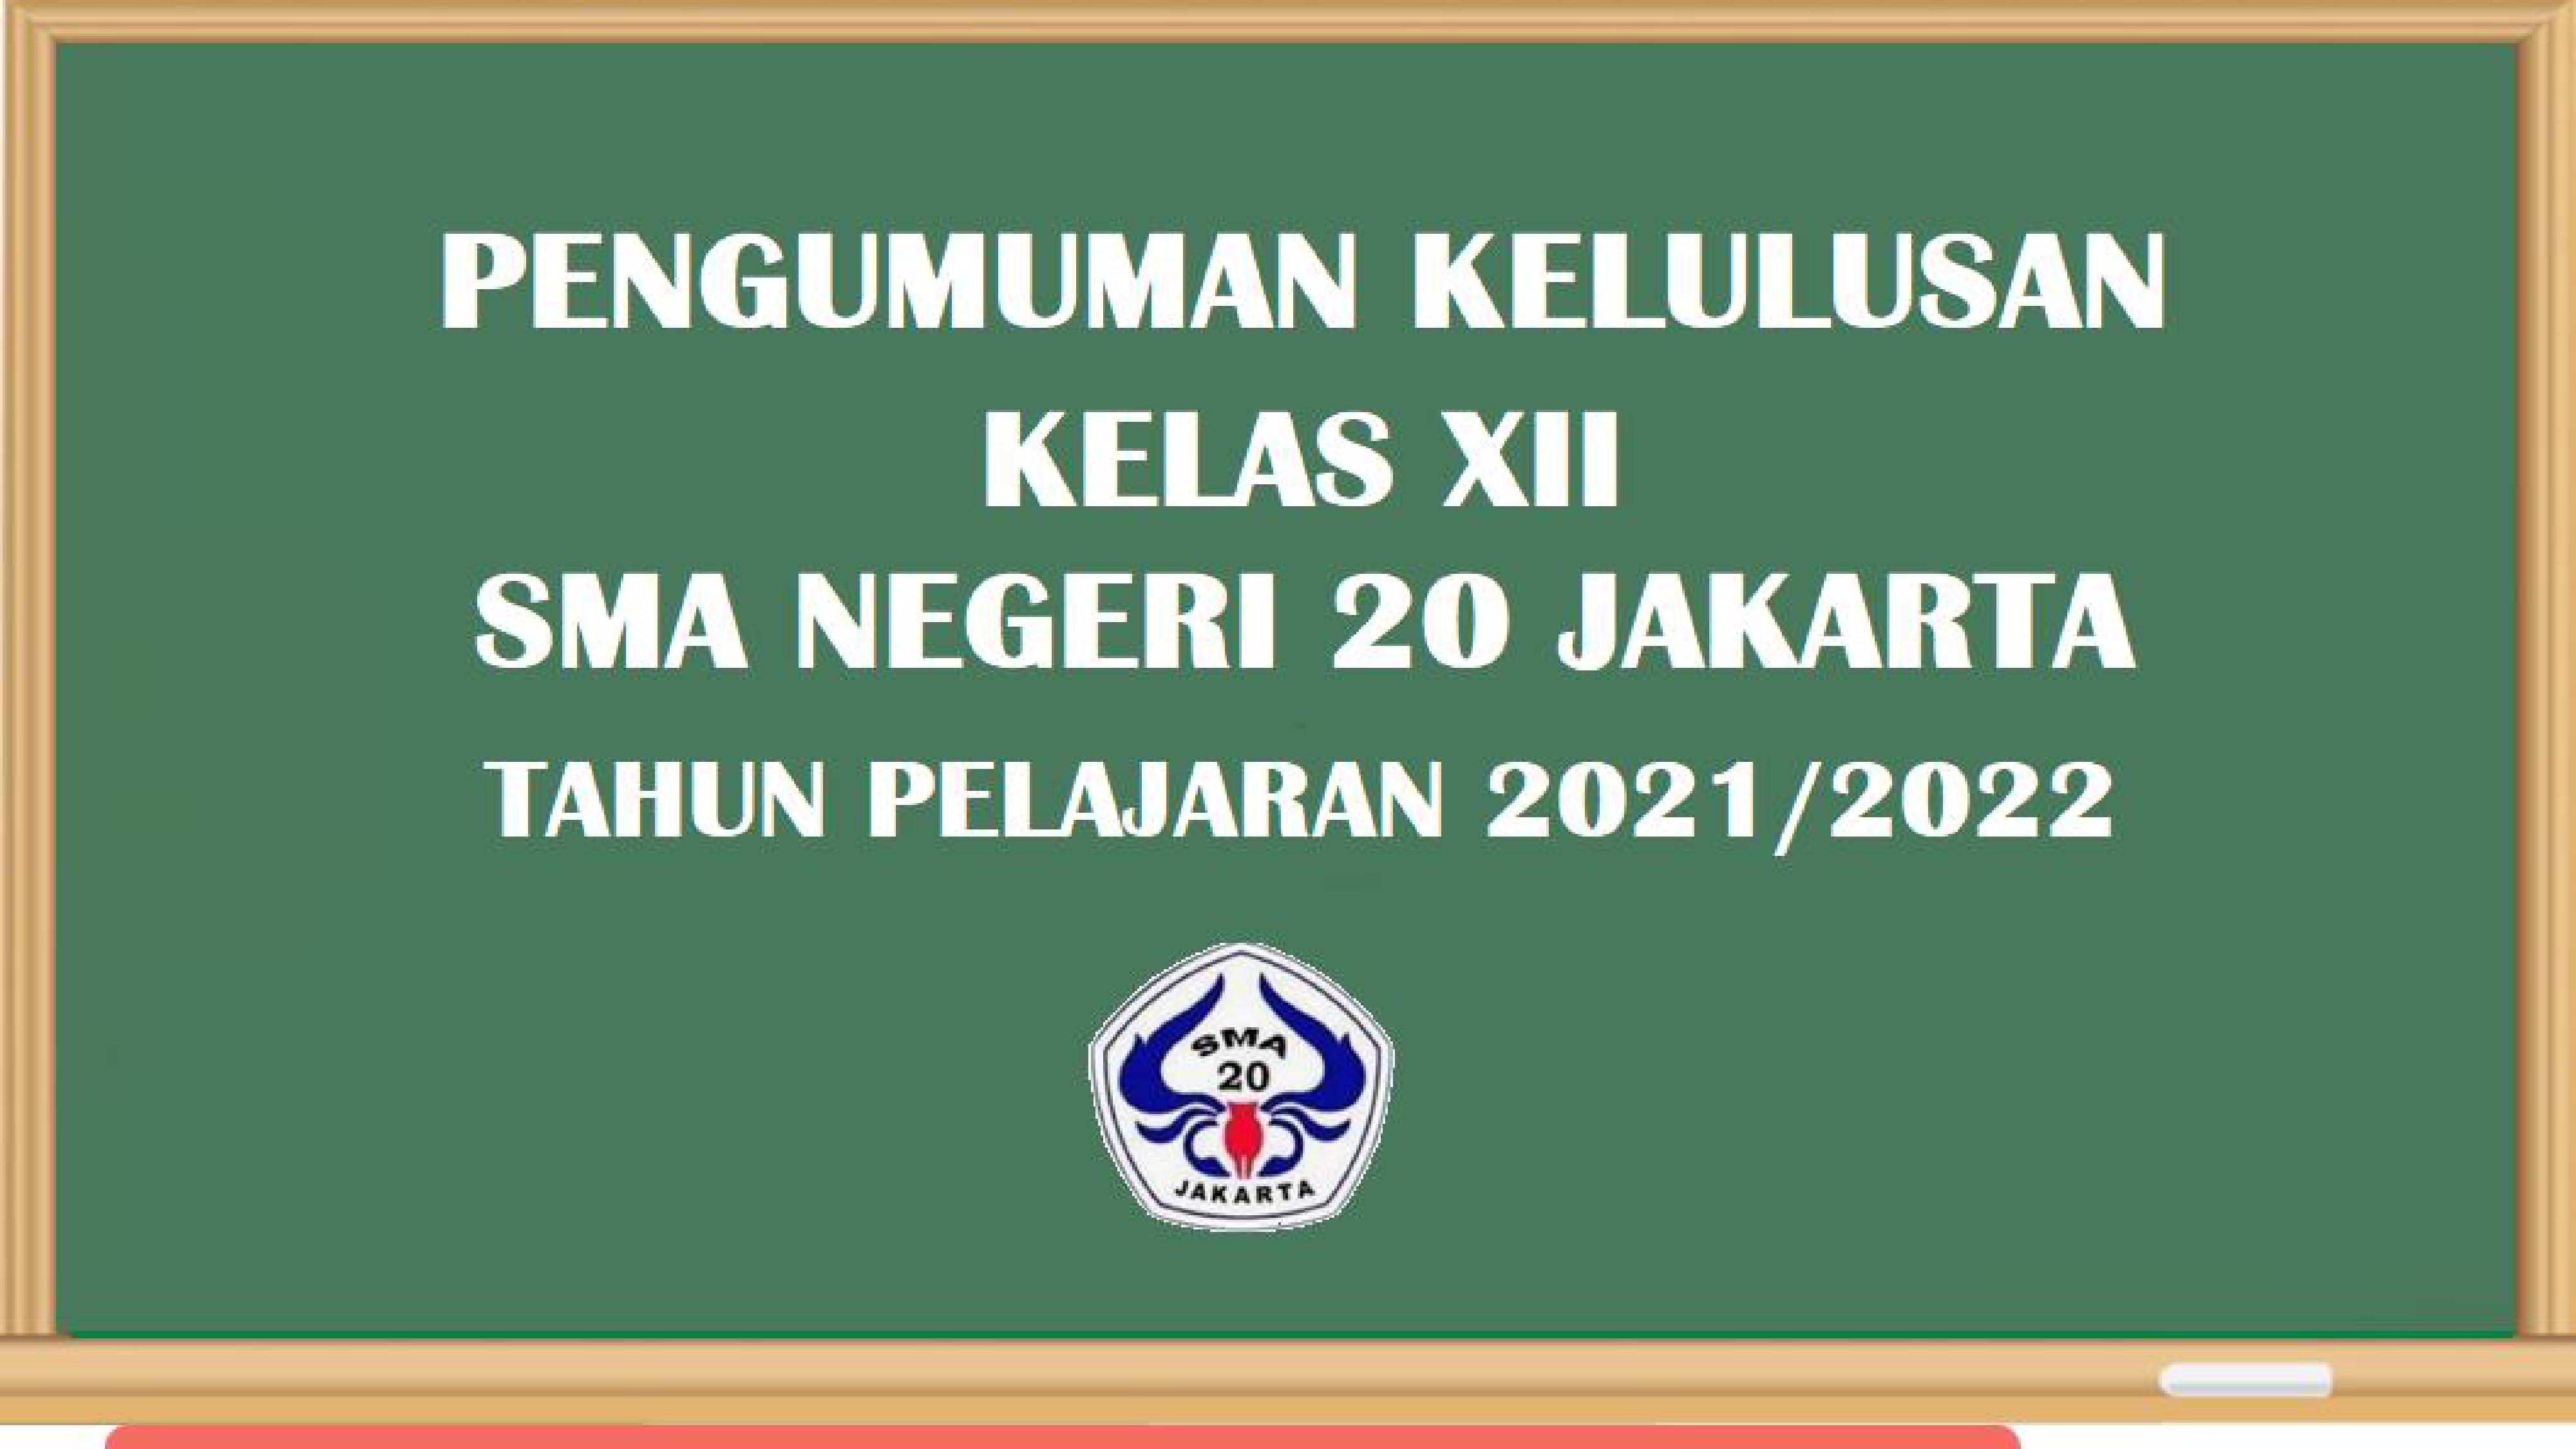 PENGUMUMAN KELULUSAN
KELAS XII
SMA NEGERI 20 JAKARTA
TAHUN PELAJARAN 2021/2022
SMA
20
JAKARTA